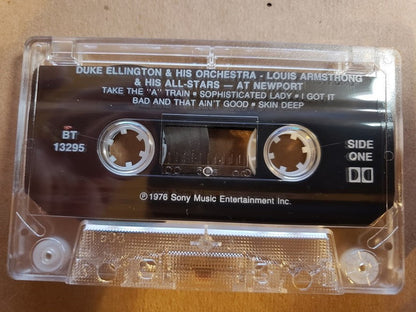 DUKE ELLINGTON & HIS ORCHESTRA - LOUIS ARMSTRONG
& HIS ALL-STARS — AT NEWPORT
TAKE THE "A" TRAIN • SOPHISTICATED LADY • I GOT IT
BAD AND THAT AIN'T GOOD • SKIN DEEP
BT
13295
SIDE
ONE
℗1976 Sony Music Entertainment Inc.